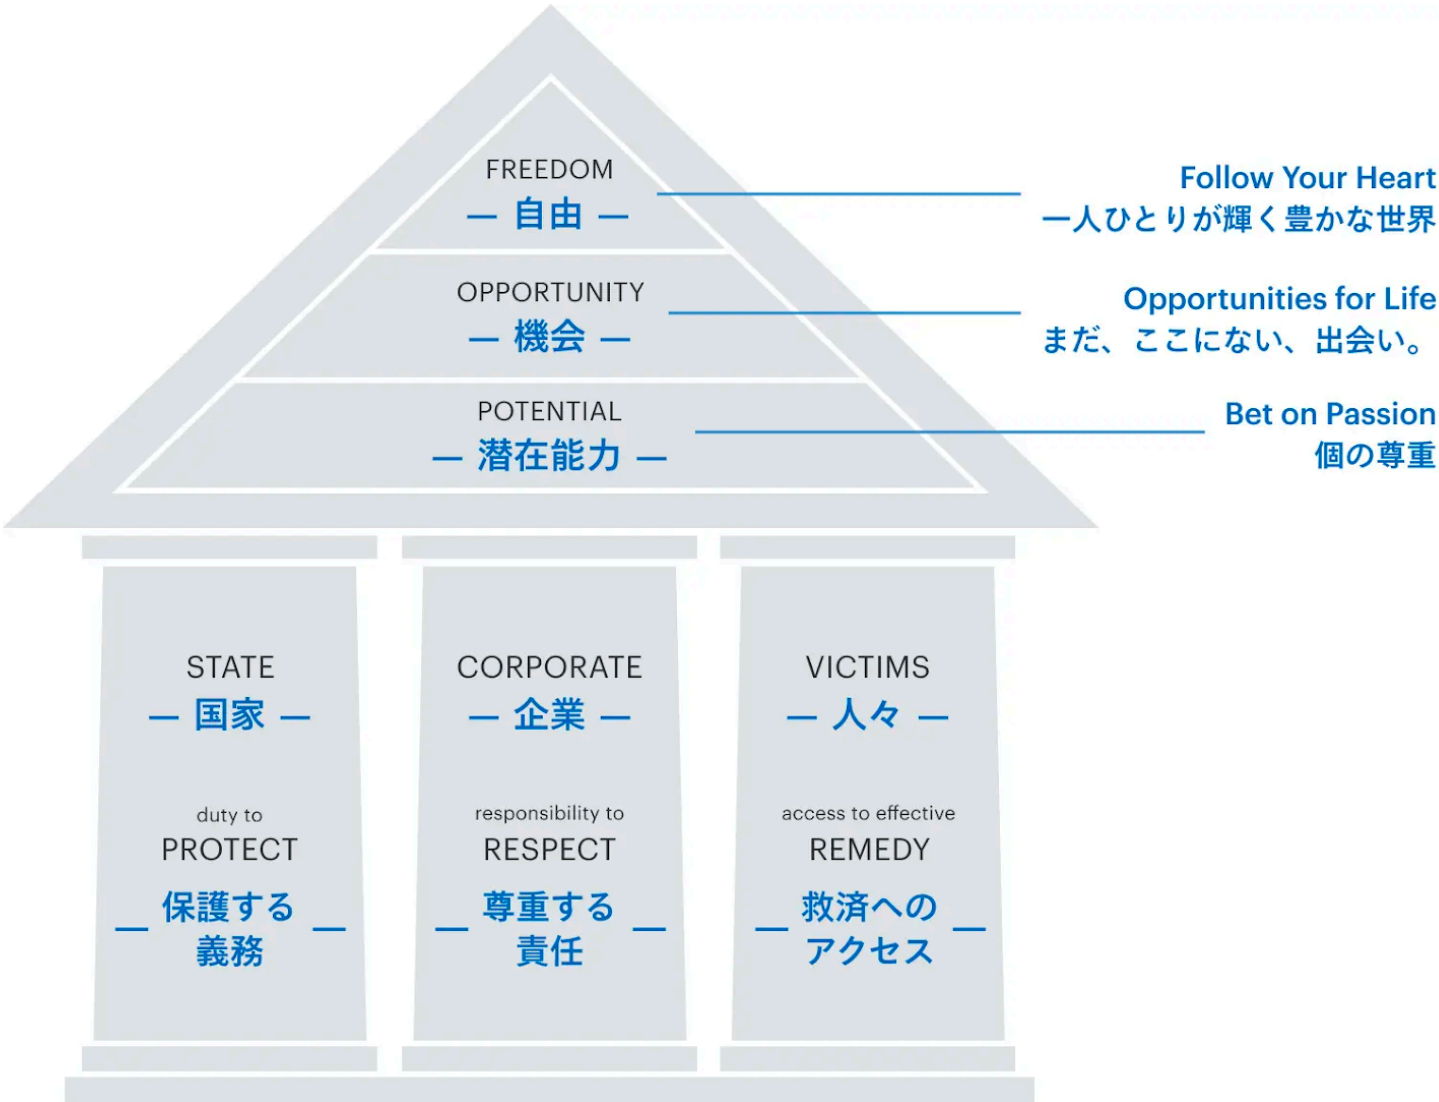 FREEDOM
— 自由 —
Follow Your Heart
一人ひとりが輝く豊かな世界
OPPORTUNITY
— 機会 —
Opportunities for Life
まだ、ここにない、出会い。
POTENTIAL
— 潜在能力 —
Bet on Passion
個の尊重
STATE
— 国家 —
duty to
PROTECT
保護する
義務
CORPORATE
— 企業 —
responsibility to
RESPECT
尊重する
責任
VICTIMS
— 人々 —
access to effective
REMEDY
救済への
アクセス